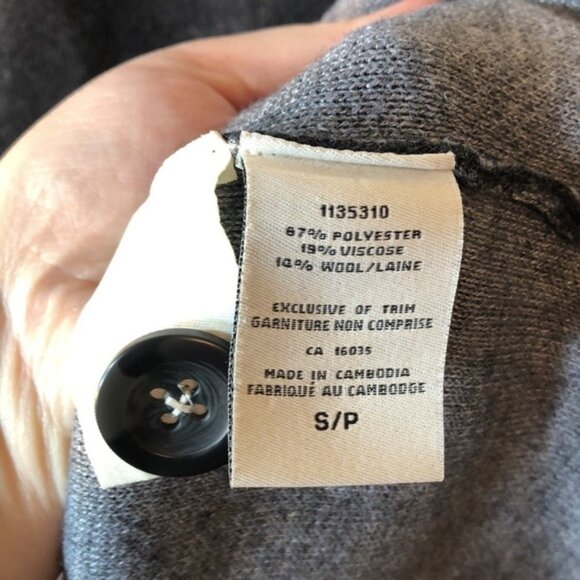 1135310
67% POLYESTER
19% VISCOSE
14% WOOL/LAINE
EXCLUSIVE OF TRIM
GARNITURE NON COMPRISE
CA 16035
MADE IN CAMBODIA
FABRIQUÉ AU CAMBODGE
S/P